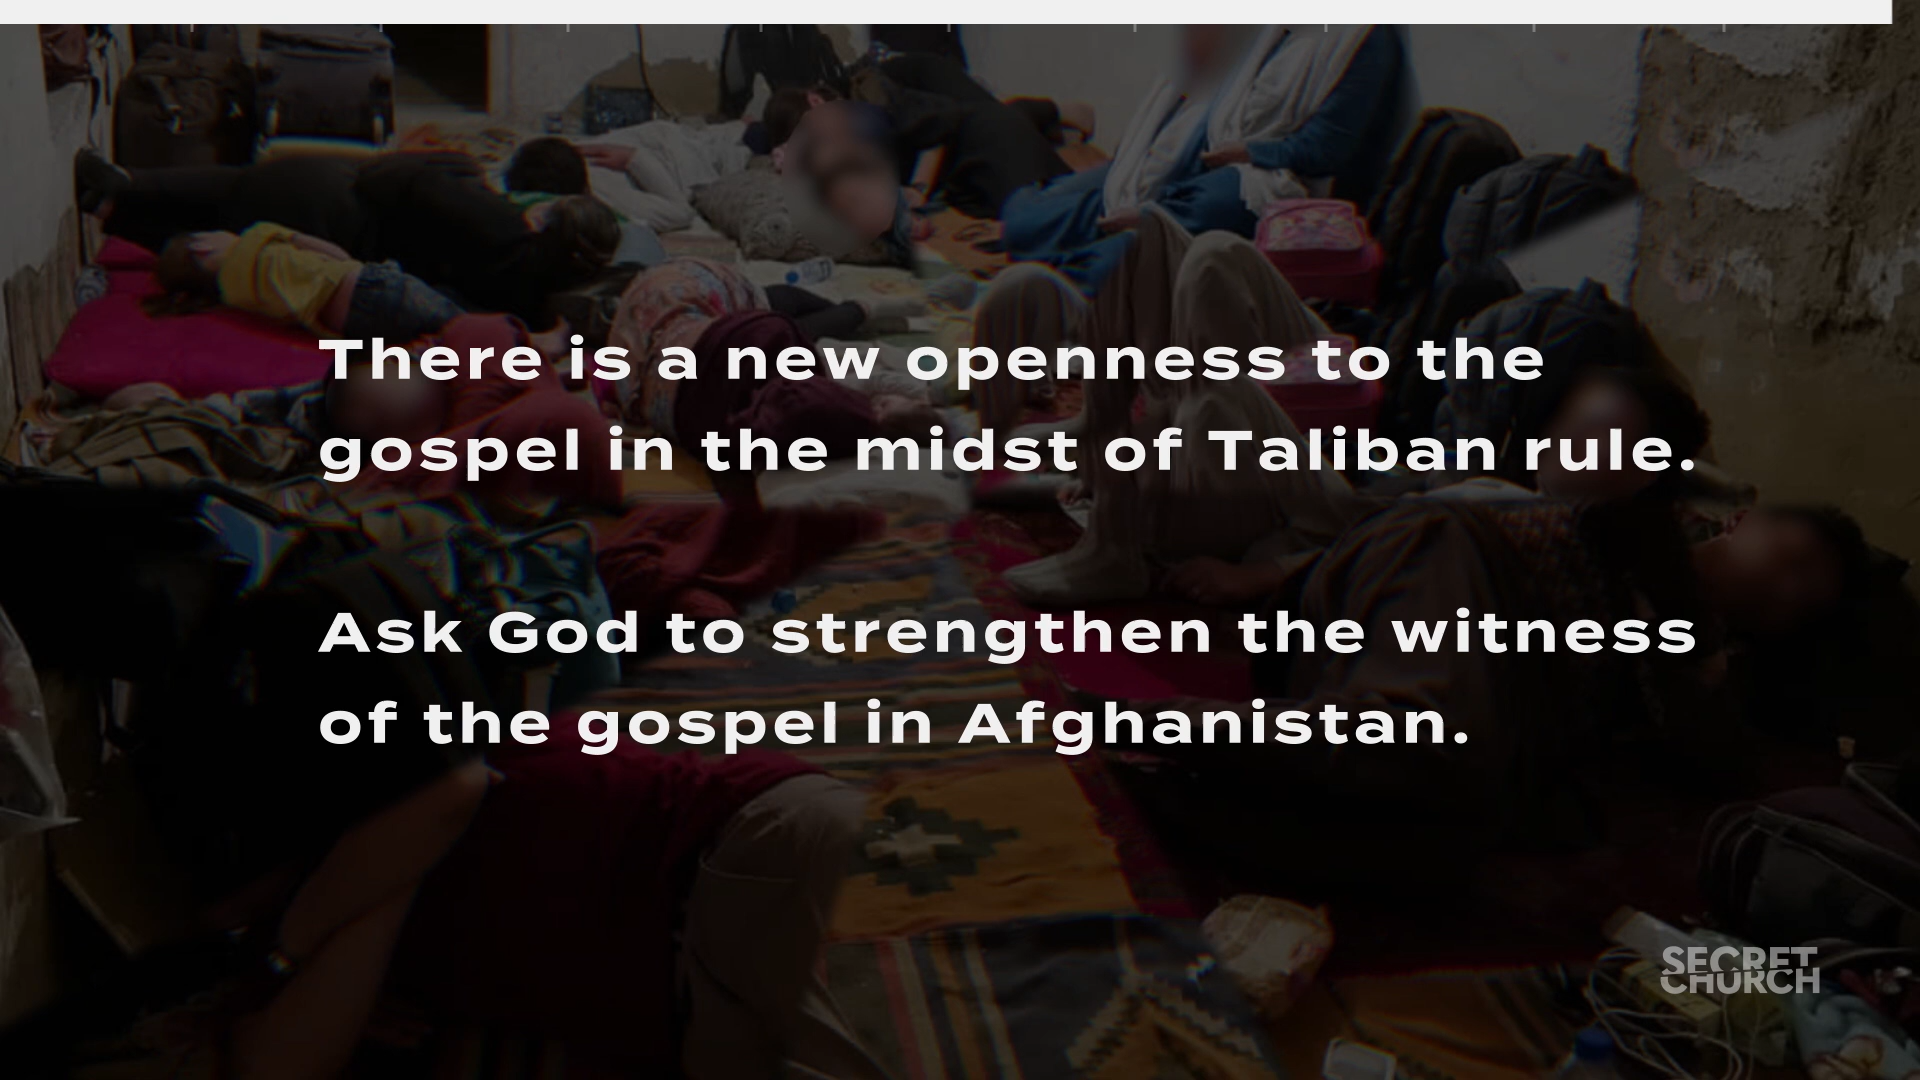 There is a new openness to the
gospel in the midst of Taliban rule.
Ask God to strengthen the witness
of the gospel in Afghanistan.
SECRET
CHURCH